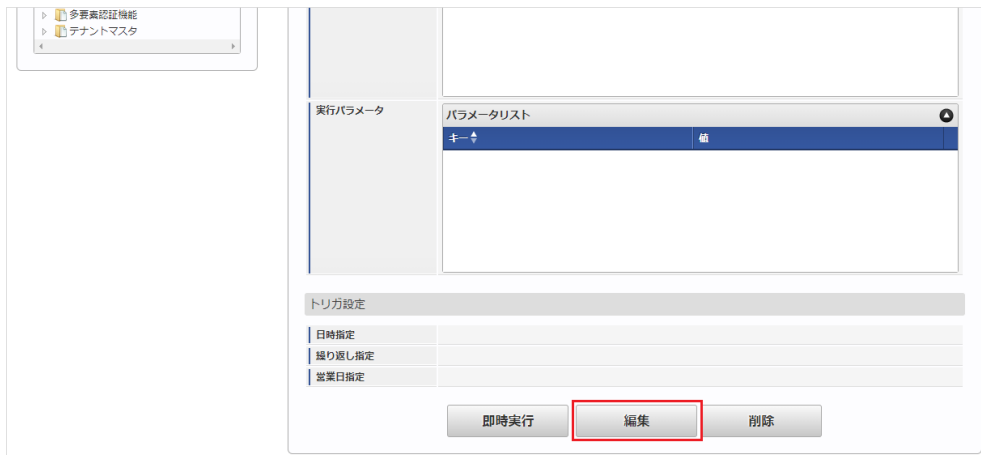 多要素認証機能
テナントマスタ
実行パラメータ
パラメータリスト
キー 値
トリガ設定
日時指定
繰り返し指定
営業日指定
即時実行 編集 削除